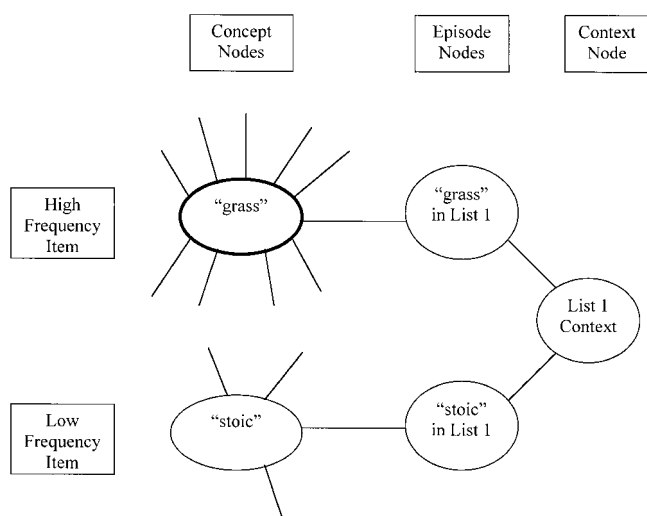 Concept
Nodes
Episode
Nodes
Context
Node
High
Frequency
Item
“grass”
“grass”
in List 1
List 1
Context
Low
Frequency
Item
“stoic”
“stoic”
in List 1